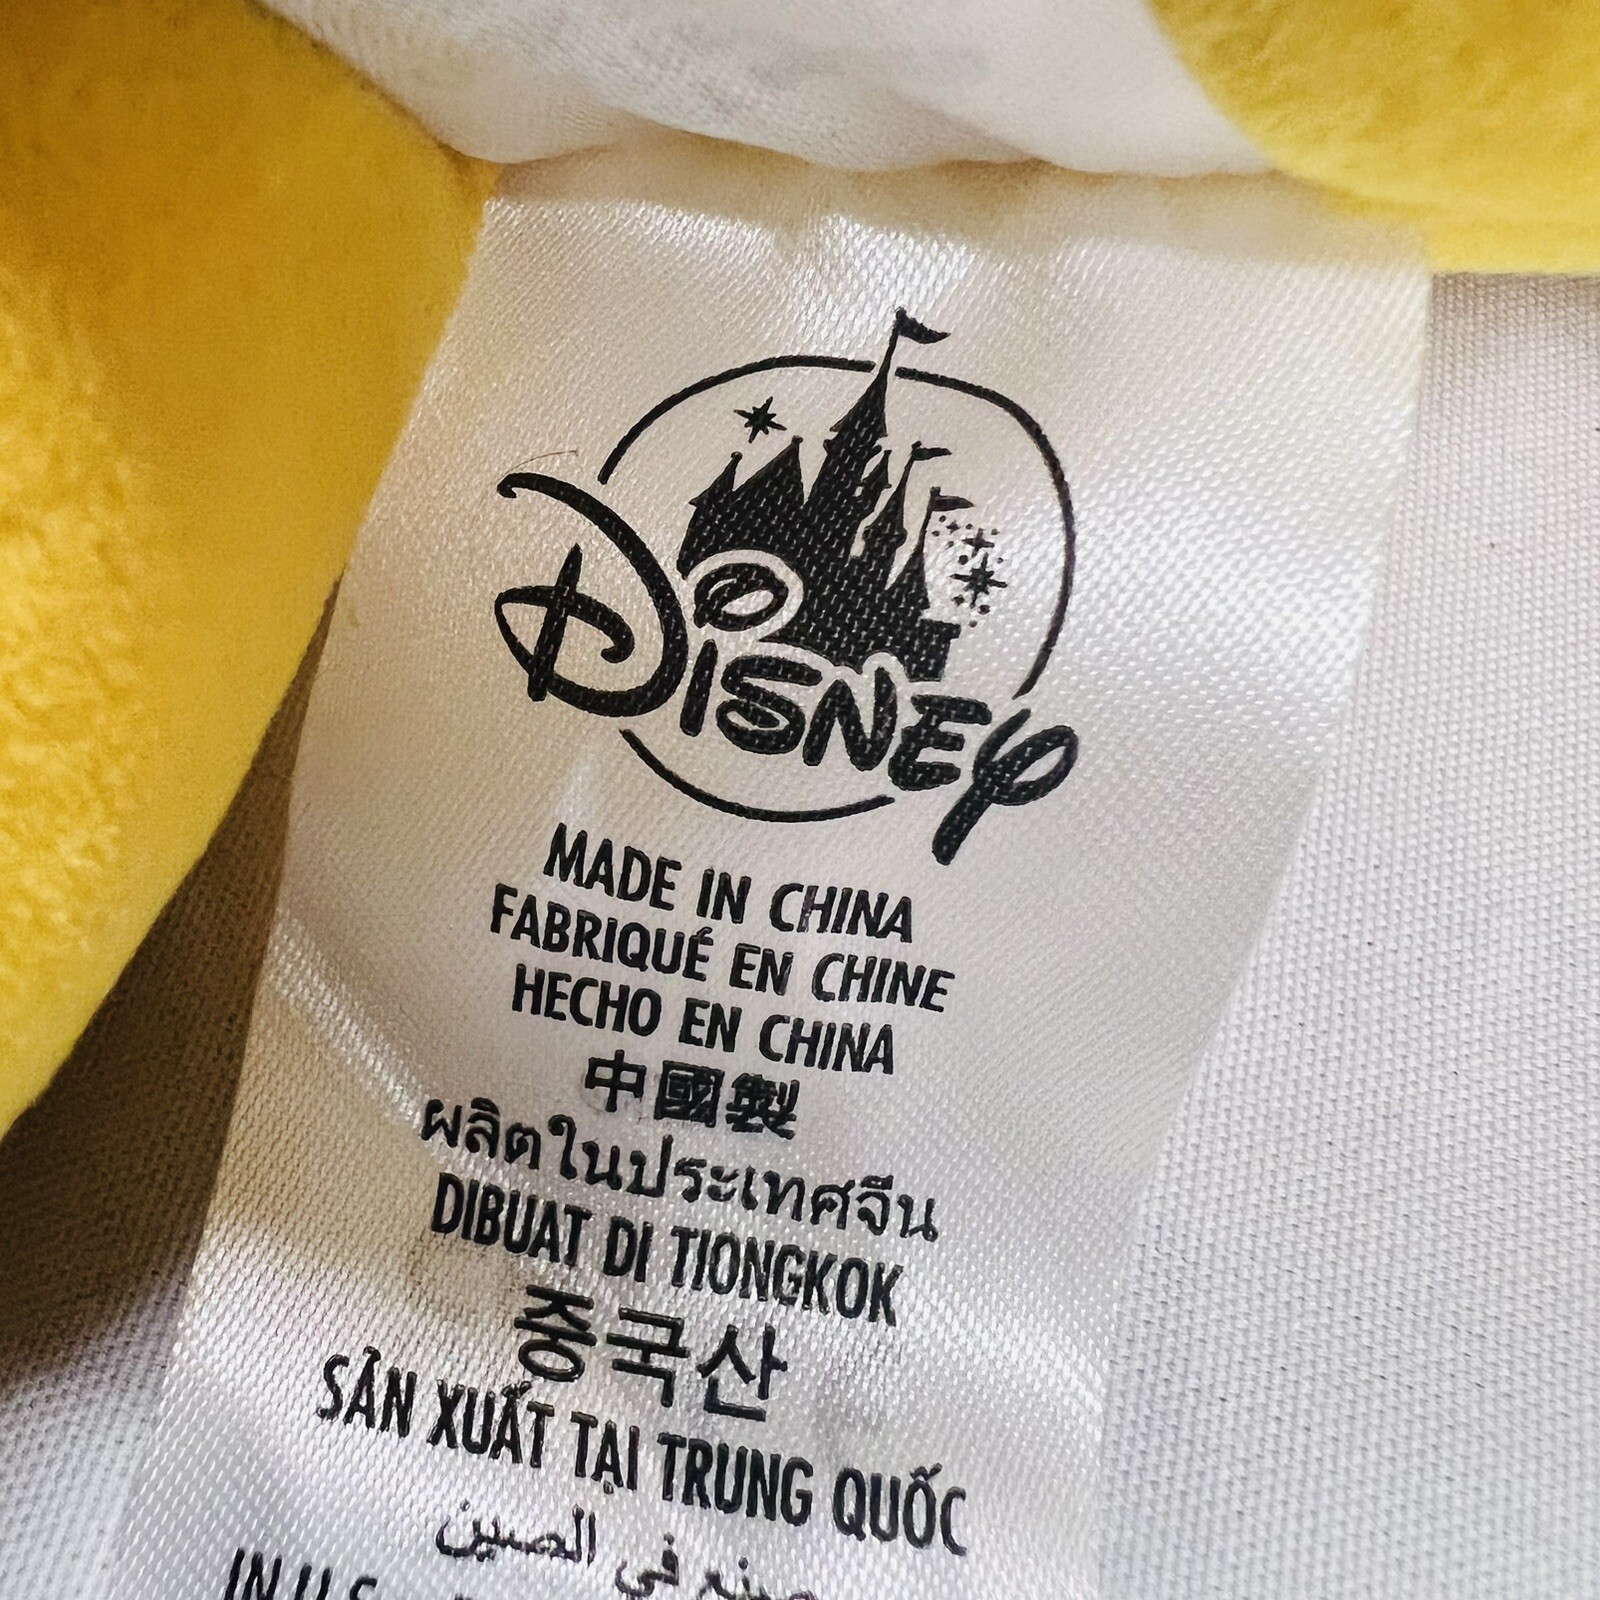 DISNEY
MADE IN CHINA
FABRIQUÉ EN CHINE
HECHO EN CHINA
中國製
ผลิตในประเทศจีน
DIBUAT DI TIONGKOK
중국산
SẢN XUẤT TẠI TRUNG QUỐC
في الصين
IN U.S.